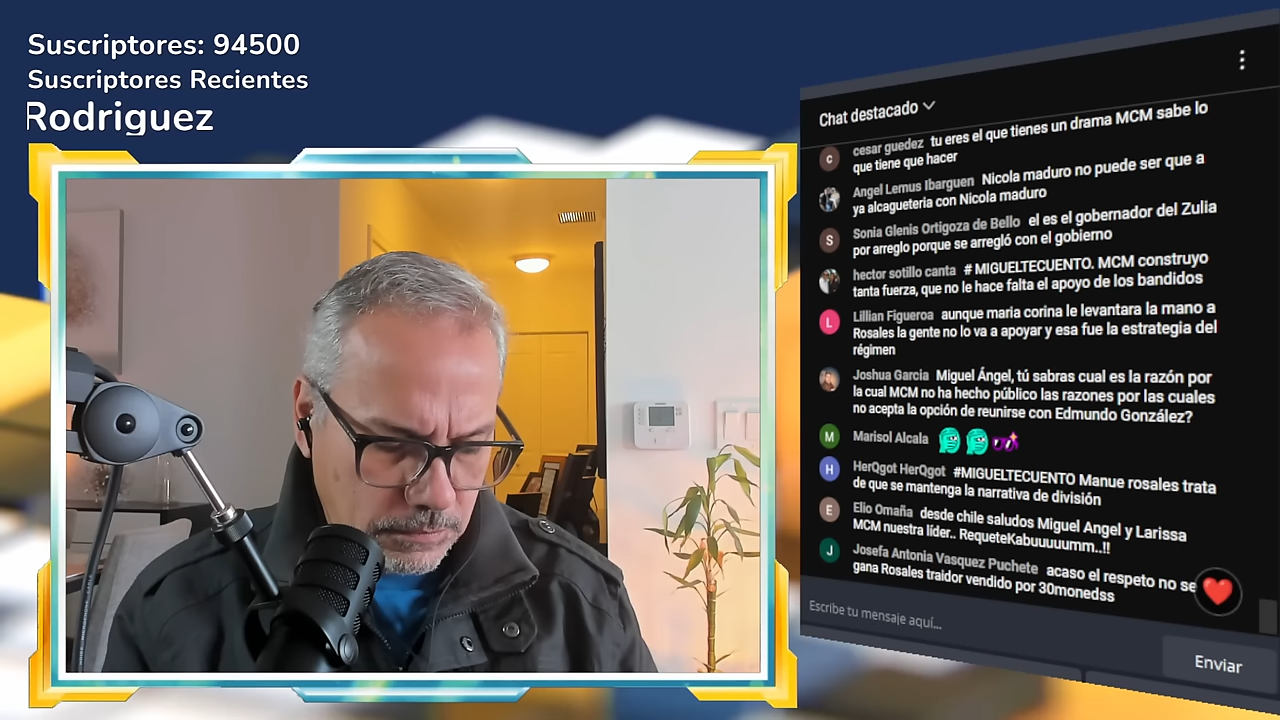 Suscriptores: 94500
Suscriptores Recientes
Rodriguez
Chat destacado
cesar guedez tu eres el que tienes un drama MCM sabe lo
que tiene que hacer
Angel Lemus Ibarguen Nicola maduro no puede ser que a
ya alcagueteria con Nicola maduro
Sonia Glenis Ortigoza de Bello el es el gobernador del Zulia
por arreglo porque se arregló con el gobierno
hector sotillo canta # MIGUELTECUENTO. MCM construyo
tanta fuerza, que no le hace falta el apoyo de los bandidos
Lillian Figueroa aunque maria corina le levantara la mano a
Rosales la gente no lo va a apoyar y esa fue la estrategia del
régimen
Joshua Garcia Miguel Ángel, tú sabras cual es la razón por
la cual MCM no ha hecho público las razones por las cuales
no acepta la opción de reunirse con Edmundo González?
Marisol Alcala
HerQgot HerQgot #MIGUELTECUENTO Manue rosales trata
de que se mantenga la narrativa de división
Elio Omaña desde chile saludos Miguel Angel y Larissa
MCM nuestra líder.. RequeteKabuuuuumm..!!
Josefa Antonia Vasquez Puchete acaso el respeto no se
gana Rosales traidor vendido por 30monedss
Escribe tu mensaje aquí...
Enviar